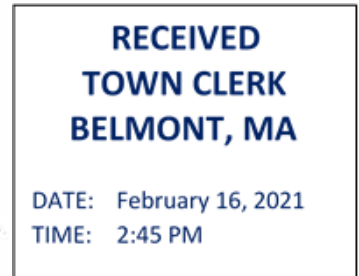 RECEIVED
TOWN CLERK
BELMONT, MA
DATE: February 16, 2021
TIME: 2:45 PM